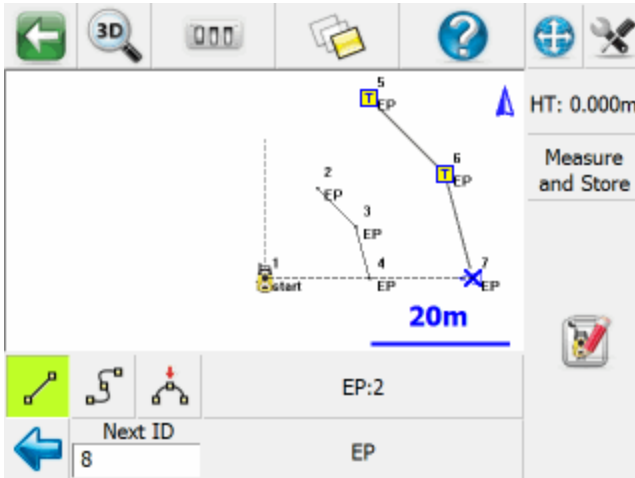 3D
HT: 0.000m
Measure
and Store
5
T
EP
6
T
EP
2
EP
3
EP
1
start
4
EP
7
EP
20m
EP:2
Next ID
8
EP